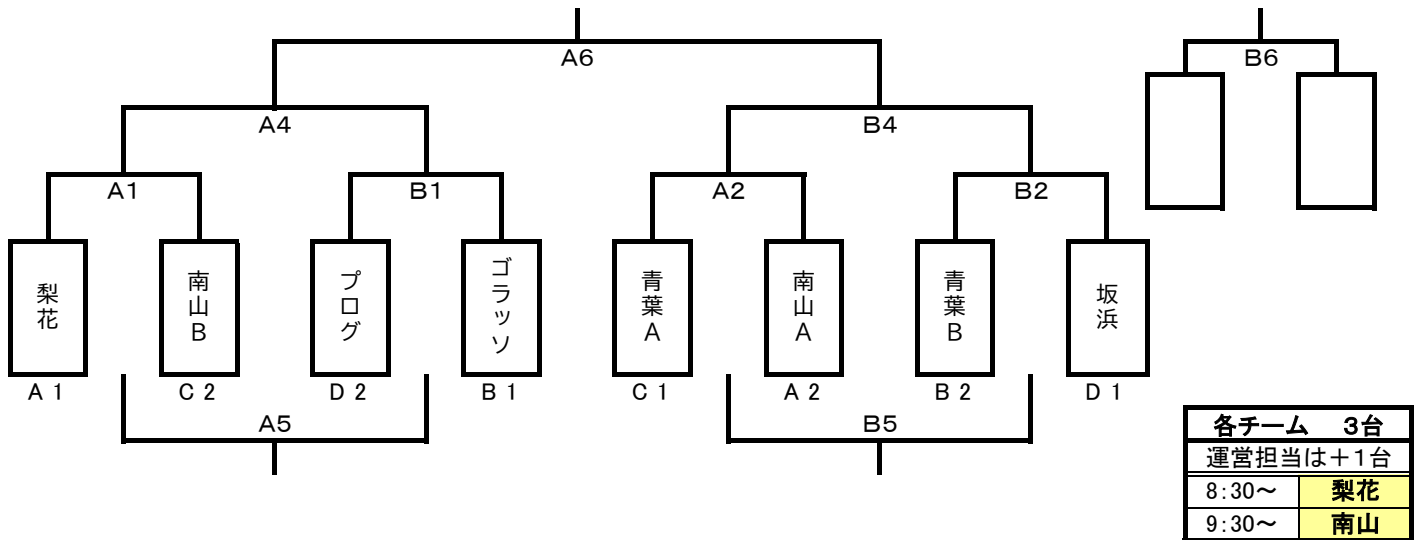 A6
B6
A4
B4
A1
B1
A2
B2
梨花
南山B
プログ
ゴラッソ
青葉A
南山A
青葉B
坂浜
A 1
C 2
D 2
B 1
C 1
A 2
B 2
D 1
A5
B5
各チーム 3台
運営担当は+1台
8:30～ 梨花
9:30～ 南山